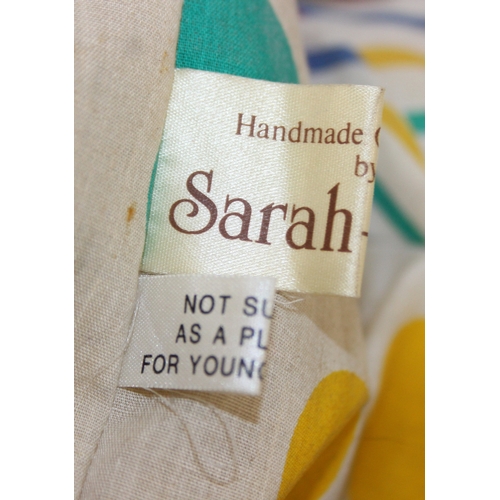 Handmade
by
Sarah-
NOT SU
AS A PL
FOR YOUNG